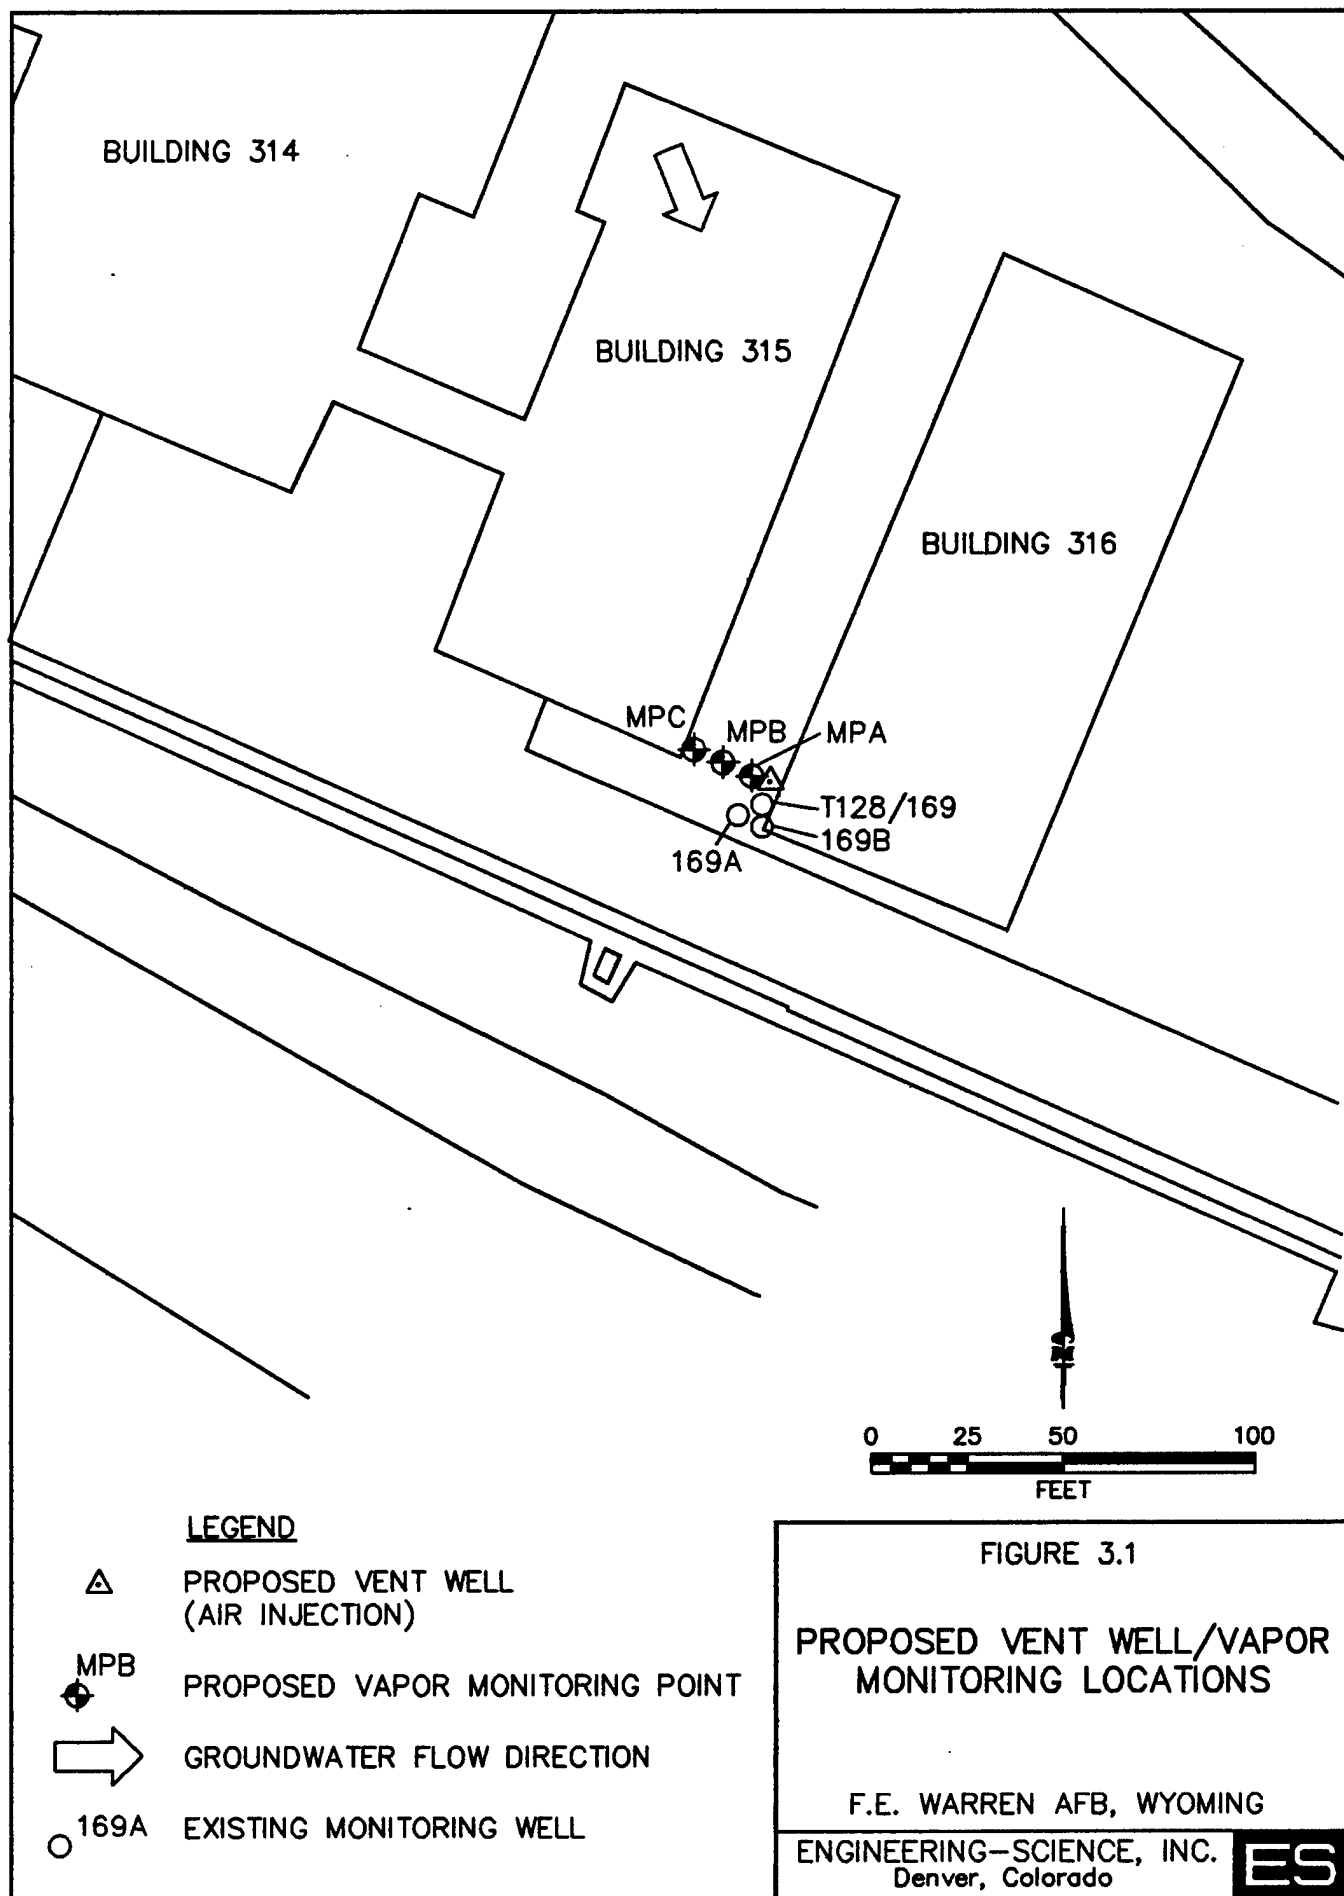 BUILDING 314
BUILDING 315
BUILDING 316
MPC
MPB
MPA
T128/169
169B
169A
0 25 50 100
FEET
LEGEND
PROPOSED VENT WELL
(AIR INJECTION)
MPB
PROPOSED VAPOR MONITORING POINT
GROUNDWATER FLOW DIRECTION
169A EXISTING MONITORING WELL
FIGURE 3.1
PROPOSED VENT WELL/VAPOR
MONITORING LOCATIONS
F.E. WARREN AFB, WYOMING
ENGINEERING-SCIENCE, INC.
Denver, Colorado
ES